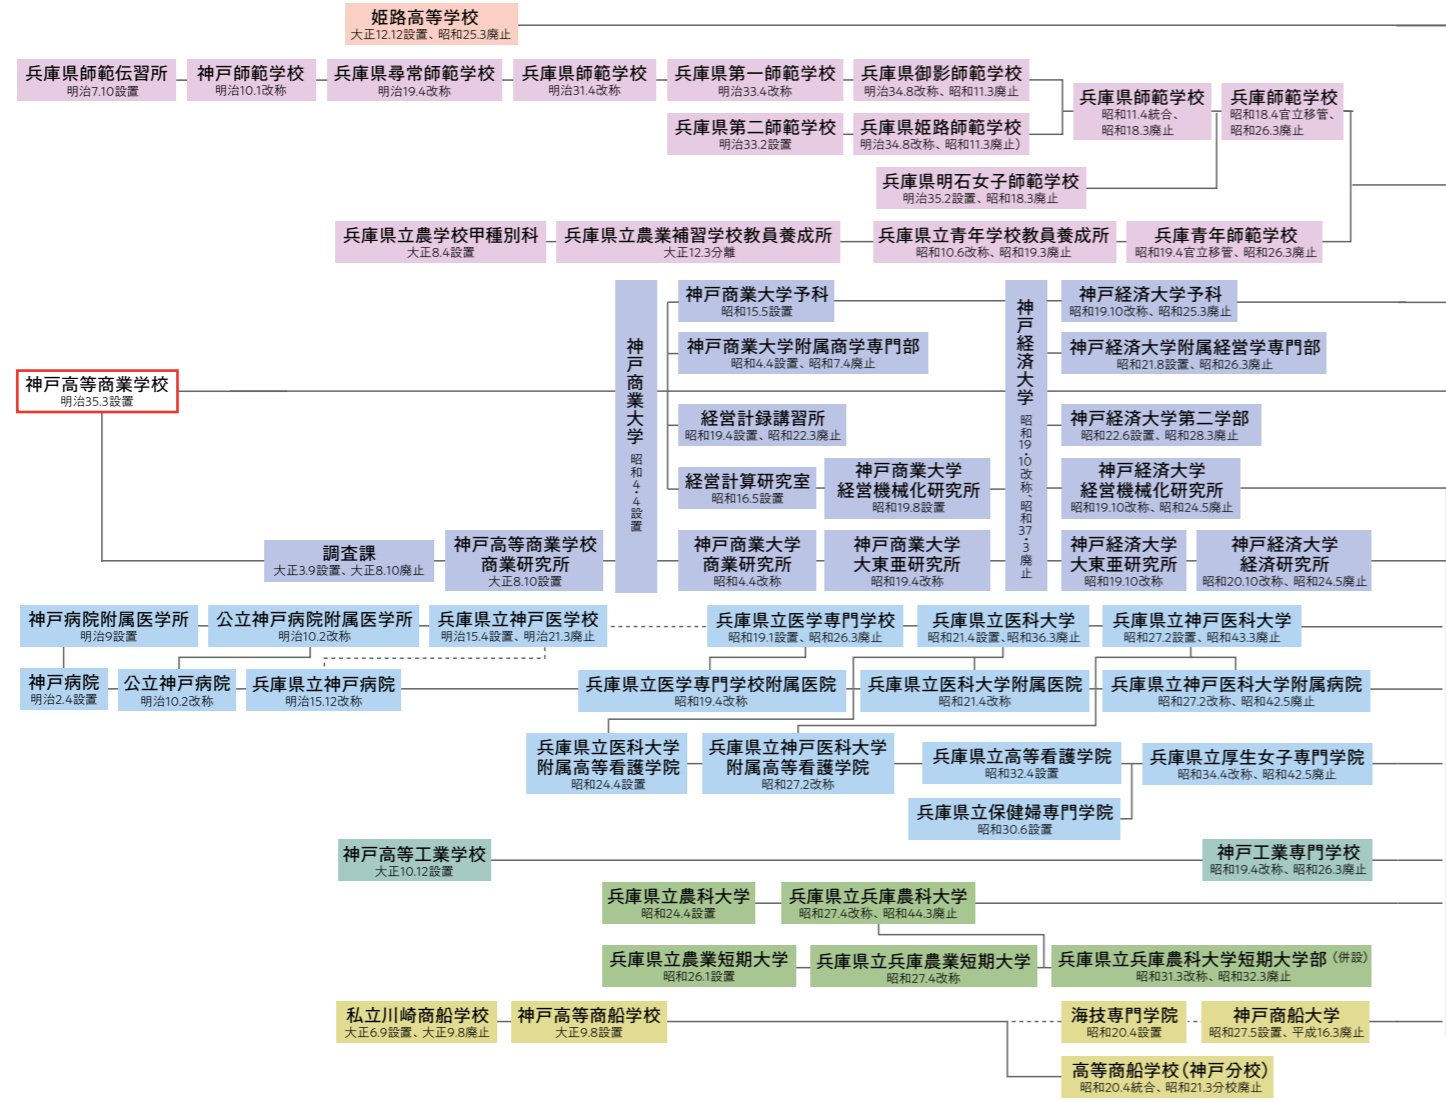 姫路高等学校
大正12.12設置、昭和25.3廃止
兵庫県師範伝習所
明治7.10設置
神戸師範学校
明治10.1改称
兵庫県尋常師範学校
明治19.4改称
兵庫県師範学校
明治31.4改称
兵庫県第一師範学校
明治33.4改称
兵庫県御影師範学校
明治34.8改称、昭和11.3廃止
兵庫県第二師範学校
明治33.2設置
兵庫県姫路師範学校
明治34.8改称、昭和11.3廃止)
兵庫県師範学校
昭和11.4統合、
昭和18.3廃止
兵庫師範学校
昭和18.4官立移管、
昭和26.3廃止
兵庫県明石女子師範学校
明治35.2設置、昭和18.3廃止
兵庫県立農学校甲種別科
大正8.4設置
兵庫県立農業補習学校教員養成所
大正12.3分離
兵庫県立青年学校教員養成所
昭和10.6改称、昭和19.3廃止
兵庫青年師範学校
昭和19.4官立移管、昭和26.3廃止
神戸高等商業学校
明治35.3設置
調査課
大正3.9設置、大正8.10廃止
神戸高等商業学校
商業研究所
大正8.10設置
神戸商業大学 昭和4・4設置
神戸商業大学予科
昭和15.5設置
神戸商業大学附属商学専門部
昭和4.4設置、昭和7.4廃止
経営計録講習所
昭和19.4設置、昭和22.3廃止
経営計算研究室
昭和16.5設置
神戸商業大学
経営機械化研究所
昭和19.8設置
神戸商業大学
商業研究所
昭和4.4改称
神戸商業大学
大東亜研究所
昭和19.4改称
神戸経済大学 昭和19・10改称、昭和37・3廃止
神戸経済大学予科
昭和19.10改称、昭和25.3廃止
神戸経済大学附属経営学専門部
昭和21.8設置、昭和26.3廃止
神戸経済大学第二学部
昭和22.6設置、昭和28.3廃止
神戸経済大学
経営機械化研究所
昭和19.10改称、昭和24.5廃止
神戸経済大学
大東亜研究所
昭和19.10改称
神戸経済大学
経済研究所
昭和20.10改称、昭和24.5廃止
神戸病院附属医学所
明治9設置
公立神戸病院附属医学所
明治10.2改称
兵庫県立神戸医学校
明治15.4設置、明治21.3廃止
兵庫県立医学専門学校
昭和19.1設置、昭和26.3廃止
兵庫県立医科大学
昭和21.4設置、昭和36.3廃止
兵庫県立神戸医科大学
昭和27.2設置、昭和43.3廃止
神戸病院
明治2.4設置
公立神戸病院
明治10.2改称
兵庫県立神戸病院
明治15.12改称
兵庫県立医学専門学校附属医院
昭和19.4改称
兵庫県立医科大学附属医院
昭和21.4改称
兵庫県立神戸医科大学附属病院
昭和27.2改称、昭和42.5廃止
兵庫県立医科大学
附属高等看護学院
昭和24.4設置
兵庫県立神戸医科大学
附属高等看護学院
昭和27.2改称
兵庫県立高等看護学院
昭和32.4設置
兵庫県立厚生女子専門学院
昭和34.4改称、昭和42.5廃止
兵庫県立保健婦専門学院
昭和30.6設置
神戸高等工業学校
大正10.12設置
神戸工業専門学校
昭和19.4改称、昭和26.3廃止
兵庫県立農科大学
昭和24.4設置
兵庫県立兵庫農科大学
昭和27.4改称、昭和44.3廃止
兵庫県立農業短期大学
昭和26.1設置
兵庫県立兵庫農業短期大学
昭和27.4改称
兵庫県立兵庫農科大学短期大学部（併設）
昭和31.3改称、昭和32.3廃止
私立川崎商船学校
大正6.9設置、大正9.8廃止
神戸高等商船学校
大正9.8設置
海技専門学院
昭和20.4設置
神戸商船大学
昭和27.5設置、平成16.3廃止
高等商船学校(神戸分校)
昭和20.4統合、昭和21.3分校廃止